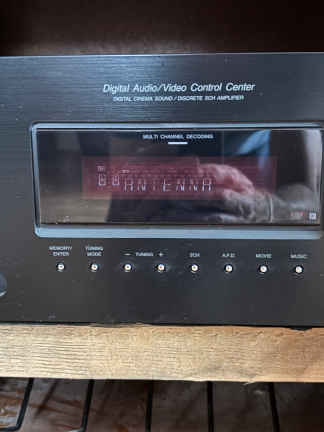 Digital Audio/Video Control Center
DIGITAL CINEMA SOUND / DISCRETE 5CH AMPLIFIER
MULTI CHANNEL DECODING
ANTENNA
MEMORY/
ENTER
TUNING
MODE
— TUNING +
2CH
A.F.D.
MOVIE
MUSIC